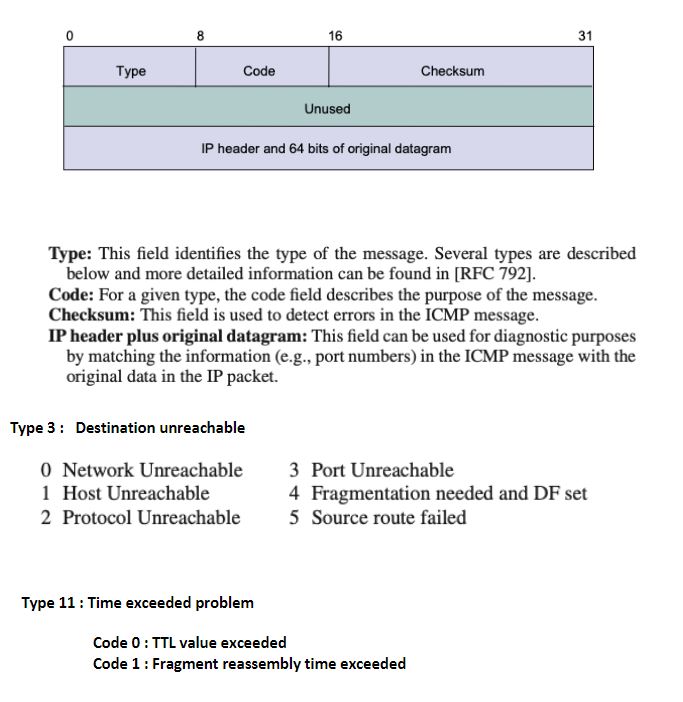 0 8 16 31
Type Code Checksum
Unused
IP header and 64 bits of original datagram
Type: This field identifies the type of the message. Several types are described
below and more detailed information can be found in [RFC 792].
Code: For a given type, the code field describes the purpose of the message.
Checksum: This field is used to detect errors in the ICMP message.
IP header plus original datagram: This field can be used for diagnostic purposes
by matching the information (e.g., port numbers) in the ICMP message with the
original data in the IP packet.
Type 3 : Destination unreachable
0 Network Unreachable 3 Port Unreachable
1 Host Unreachable 4 Fragmentation needed and DF set
2 Protocol Unreachable 5 Source route failed
Type 11 : Time exceeded problem
Code 0 : TTL value exceeded
Code 1 : Fragment reassembly time exceeded